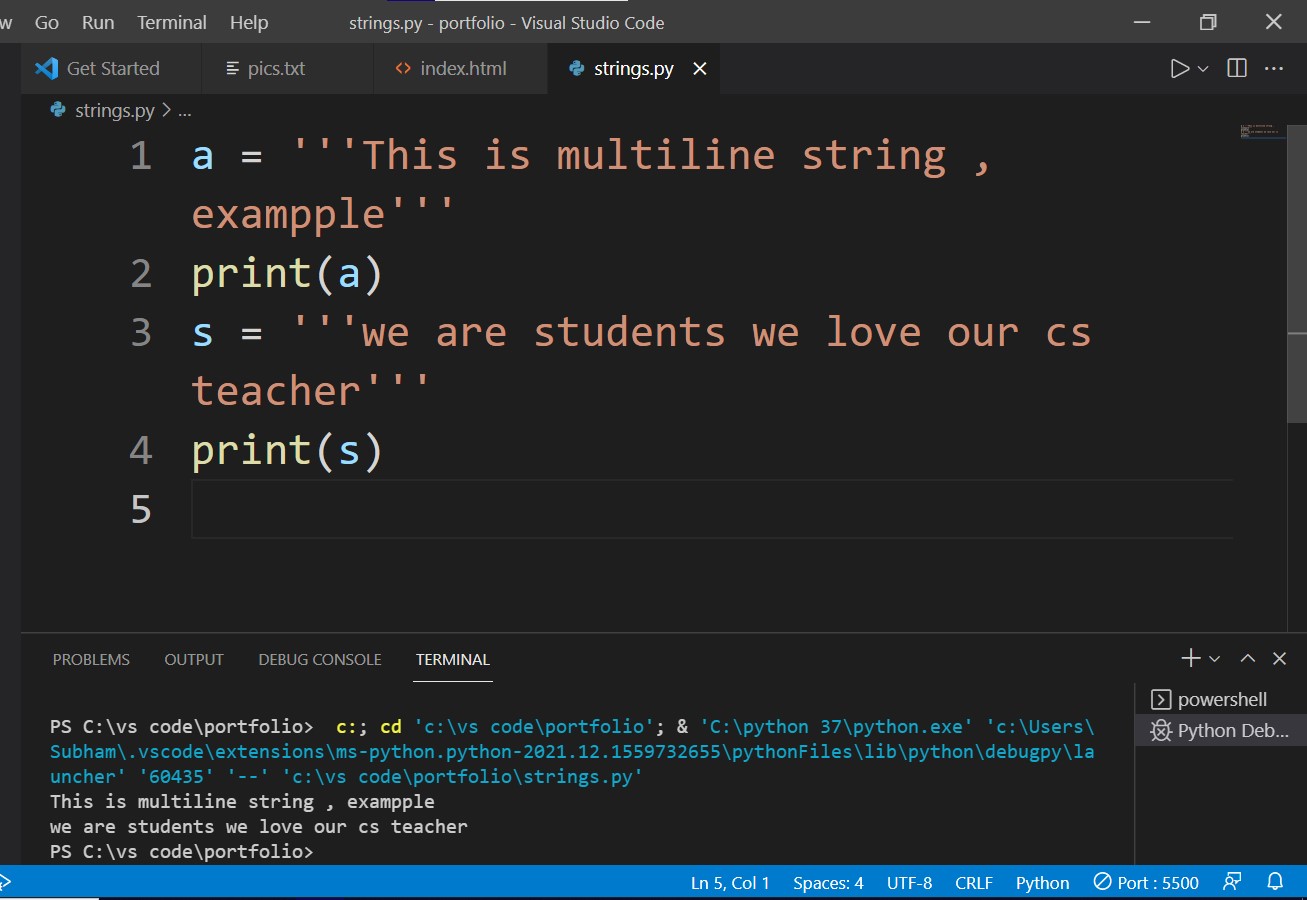 w Go Run Terminal Help strings.py - portfolio - Visual Studio Code
Get Started pics.txt index.html strings.py
strings.py > ...
1 a = '''This is multiline string ,
exampple'''
2 print(a)
3 s = '''we are students we love our cs
teacher'''
4 print(s)
5
PROBLEMS OUTPUT DEBUG CONSOLE TERMINAL
powershell
Python Deb...
PS C:\vs code\portfolio>  c:; cd 'c:\vs code\portfolio'; & 'C:\python 37\python.exe' 'c:\Users\
Subham\.vscode\extensions\ms-python.python-2021.12.1559732655\pythonFiles\lib\python\debugpy\la
uncher' '60435' '--' 'c:\vs code\portfolio\strings.py'
This is multiline string , exampple
we are students we love our cs teacher
PS C:\vs code\portfolio>
Ln 5, Col 1 Spaces: 4 UTF-8 CRLF Python Port : 5500